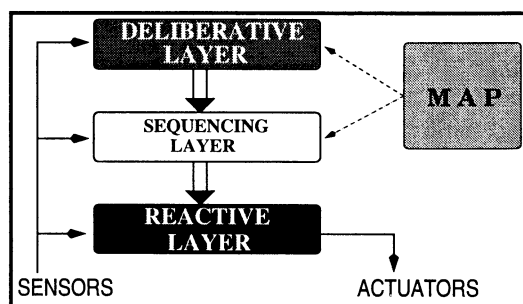 DELIBERATIVE
LAYER
MAP
SEQUENCING
LAYER
REACTIVE
LAYER
SENSORS
ACTUATORS